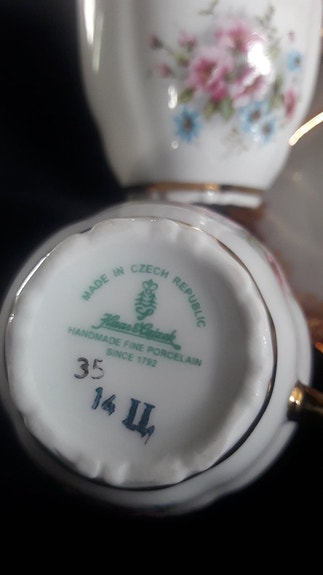 MADE IN CZECH REPUBLIC
Haas & Czjzek
HANDMADE FINE PORCELAIN
SINCE 1792
35
14 Ц